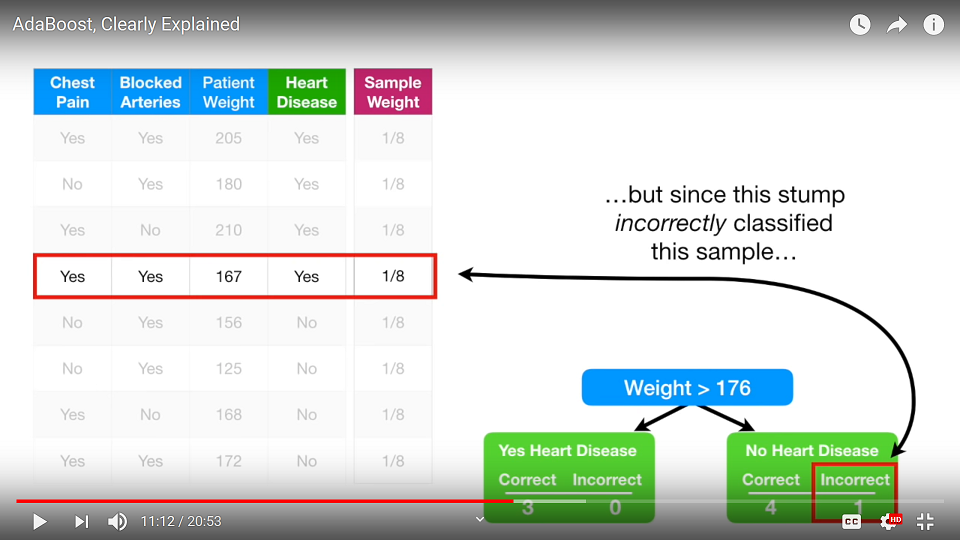 AdaBoost, Clearly Explained
Chest Pain Blocked Arteries Patient Weight Heart Disease Sample Weight
Yes Yes 205 Yes 1/8
No Yes 180 Yes 1/8
Yes No 210 Yes 1/8
Yes Yes 167 Yes 1/8
No Yes 156 No 1/8
No Yes 125 No 1/8
Yes No 168 No 1/8
Yes Yes 172 No 1/8
…but since this stump
incorrectly classified
this sample…
Weight > 176
Yes Heart Disease
Correct Incorrect
3 0
No Heart Disease
Correct Incorrect
4 1
11:12 / 20:53
CC
HD